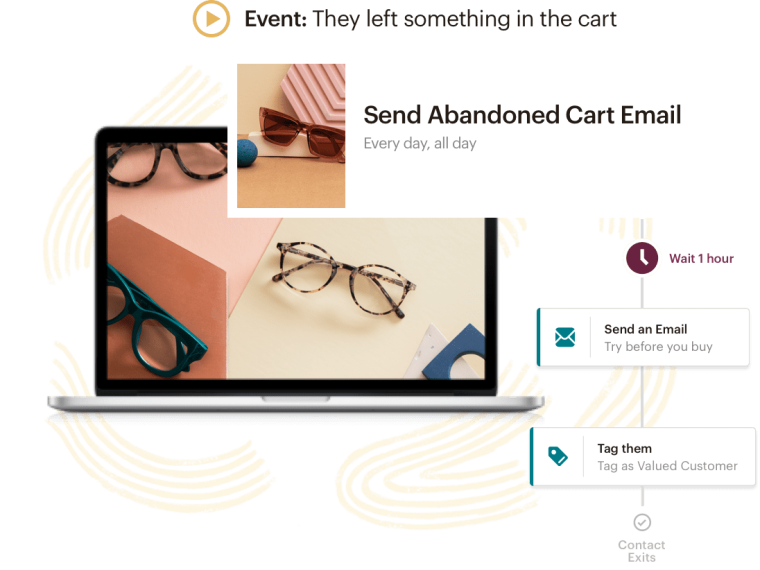 Event: They left something in the cart
Send Abandoned Cart Email
Every day, all day
Wait 1 hour
Send an Email
Try before you buy
Tag them
Tag as Valued Customer
Contact
Exits